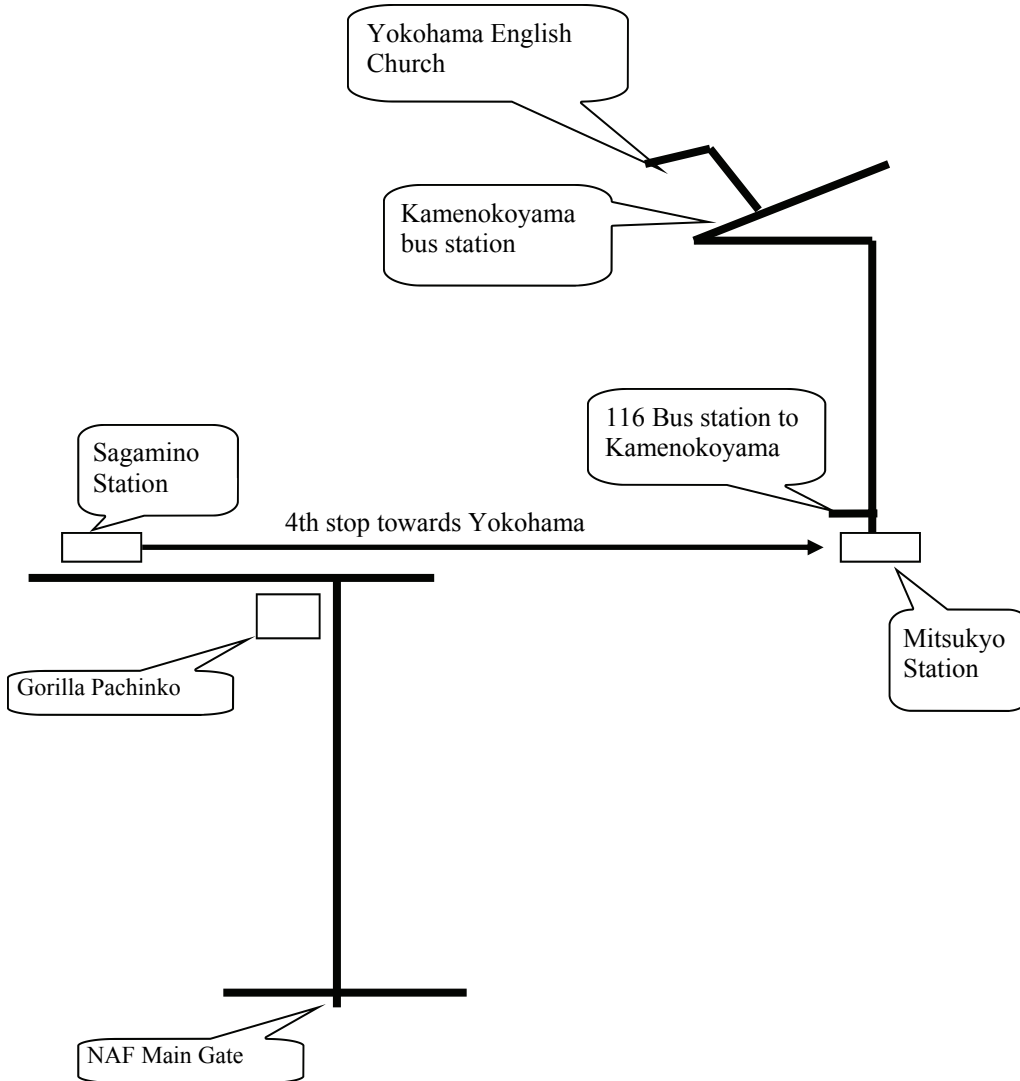 Yokohama English
Church
Kamenokoyama
bus station
116 Bus station to
Kamenokoyama
Sagamino
Station
4th stop towards Yokohama
Mitsukyo
Station
Gorilla Pachinko
NAF Main Gate